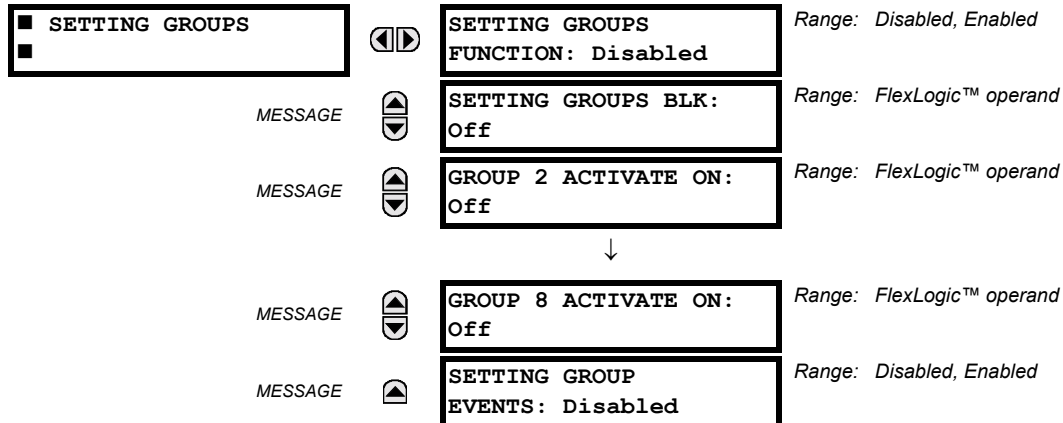 ■ SETTING GROUPS
■
SETTING GROUPS
FUNCTION: Disabled
Range: Disabled, Enabled
MESSAGE
SETTING GROUPS BLK:
Off
Range: FlexLogic™ operand
MESSAGE
GROUP 2 ACTIVATE ON:
Off
Range: FlexLogic™ operand
↓
MESSAGE
GROUP 8 ACTIVATE ON:
Off
Range: FlexLogic™ operand
MESSAGE
SETTING GROUP
EVENTS: Disabled
Range: Disabled, Enabled